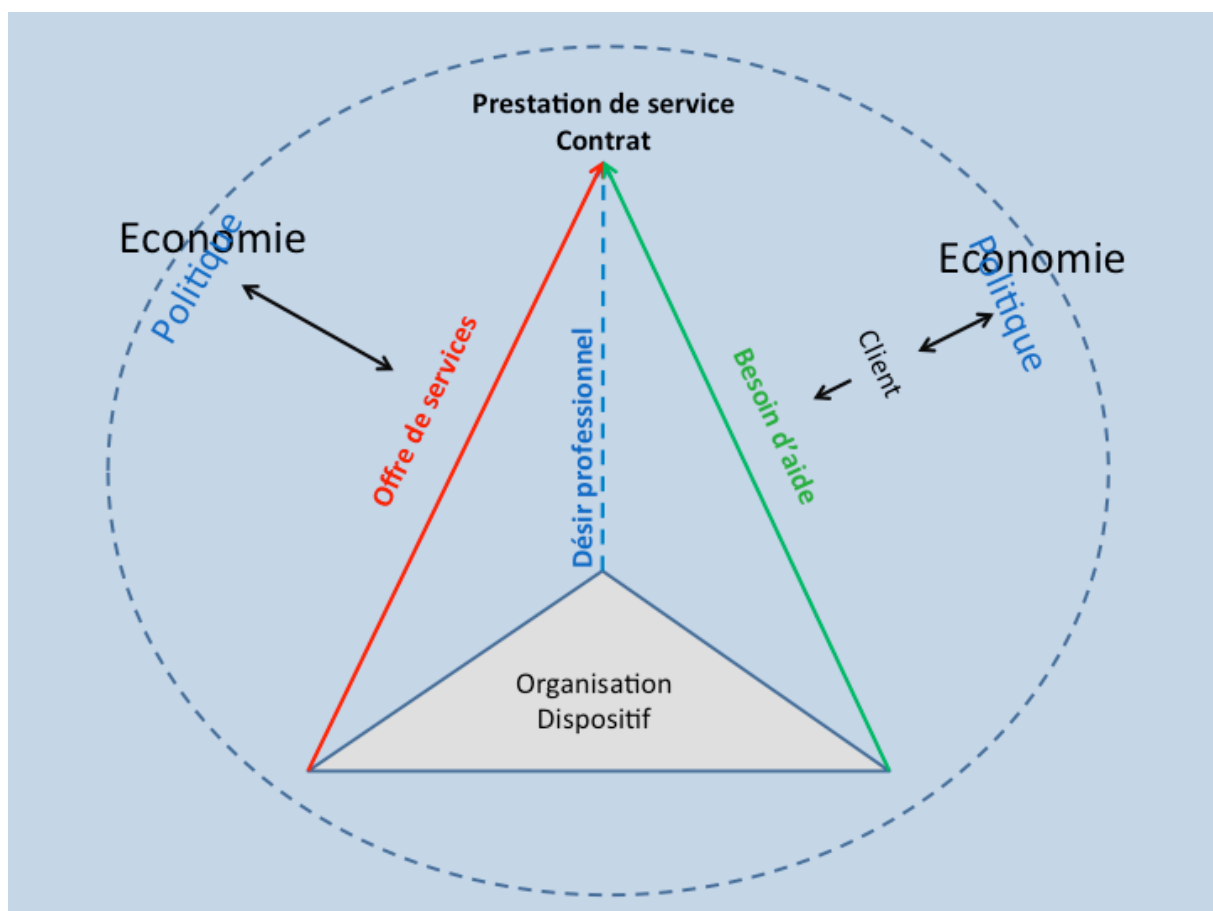 Prestation de service
Contrat
Economie
Politique
Economie
Politique
Client
Offre de services
Désir professionnel
Besoin d'aide
Organisation
Dispositif